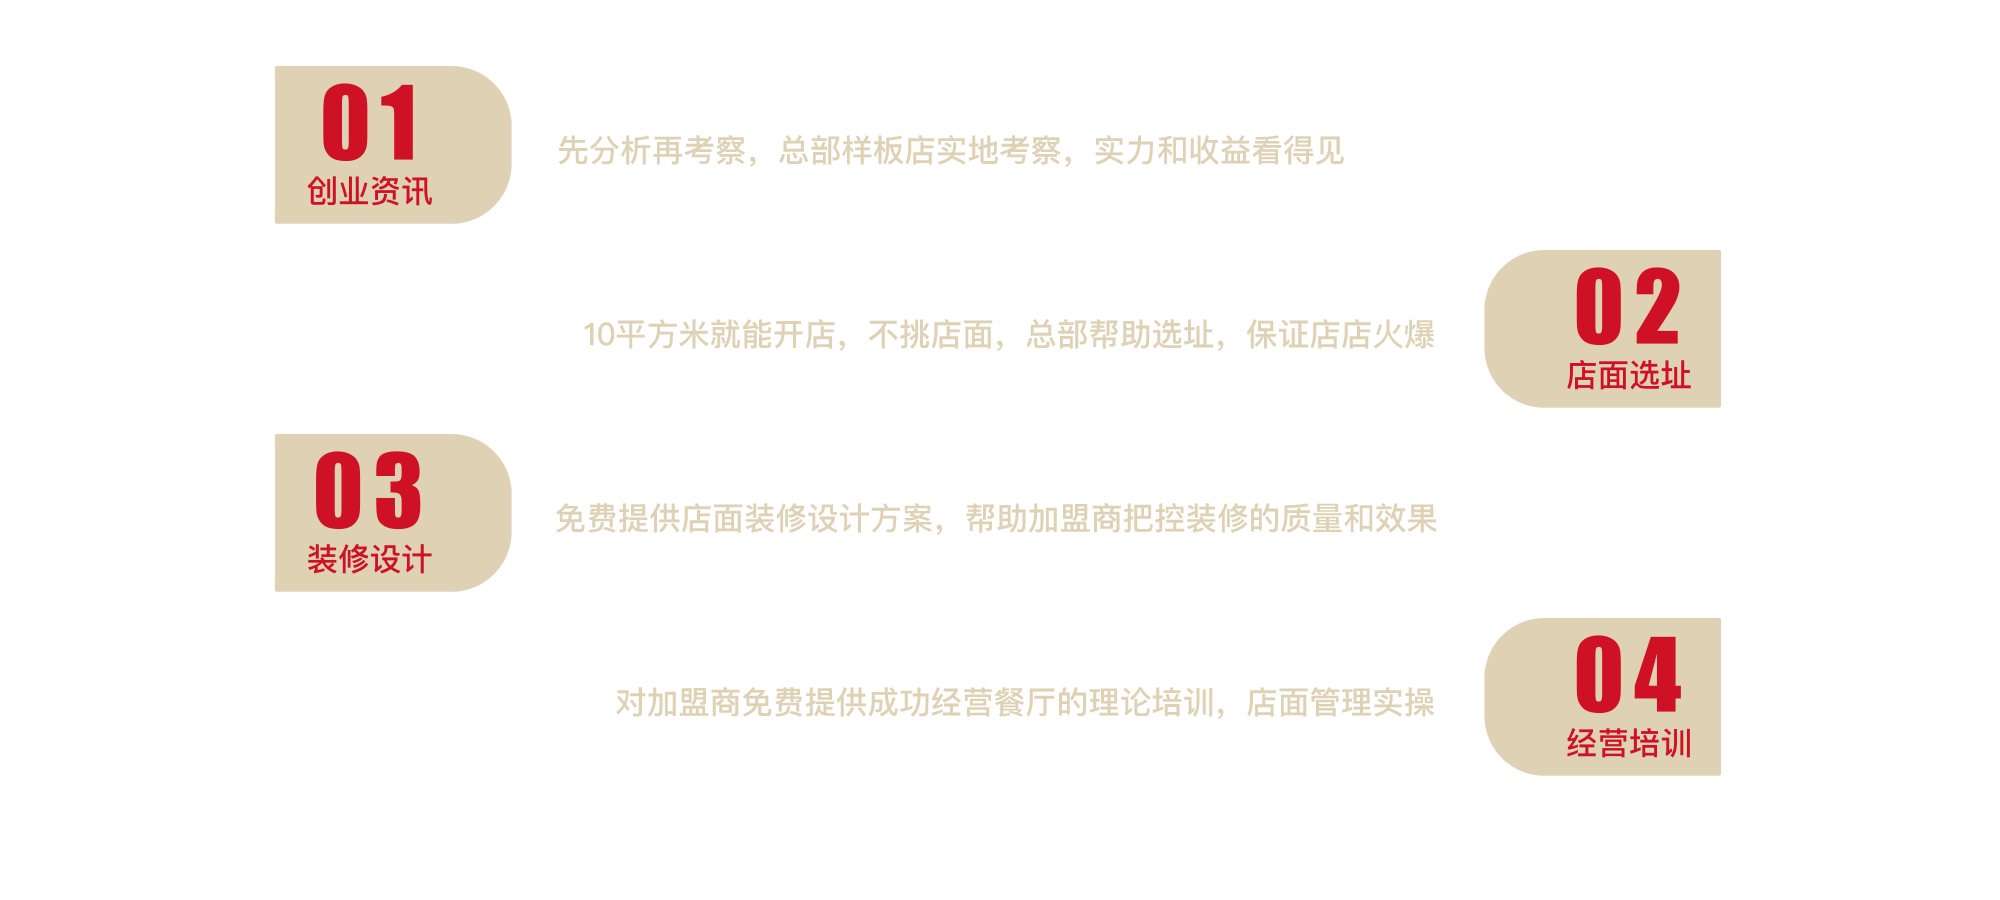 01
创业资讯
先分析再考察，总部样板店实地考察，实力和收益看得见
02
店面选址
10平方米就能开店，不挑店面，总部帮助选址，保证店店火爆
03
装修设计
免费提供店面装修设计方案，帮助加盟商把控装修的质量和效果
04
经营培训
对加盟商免费提供成功经营餐厅的理论培训，店面管理实操